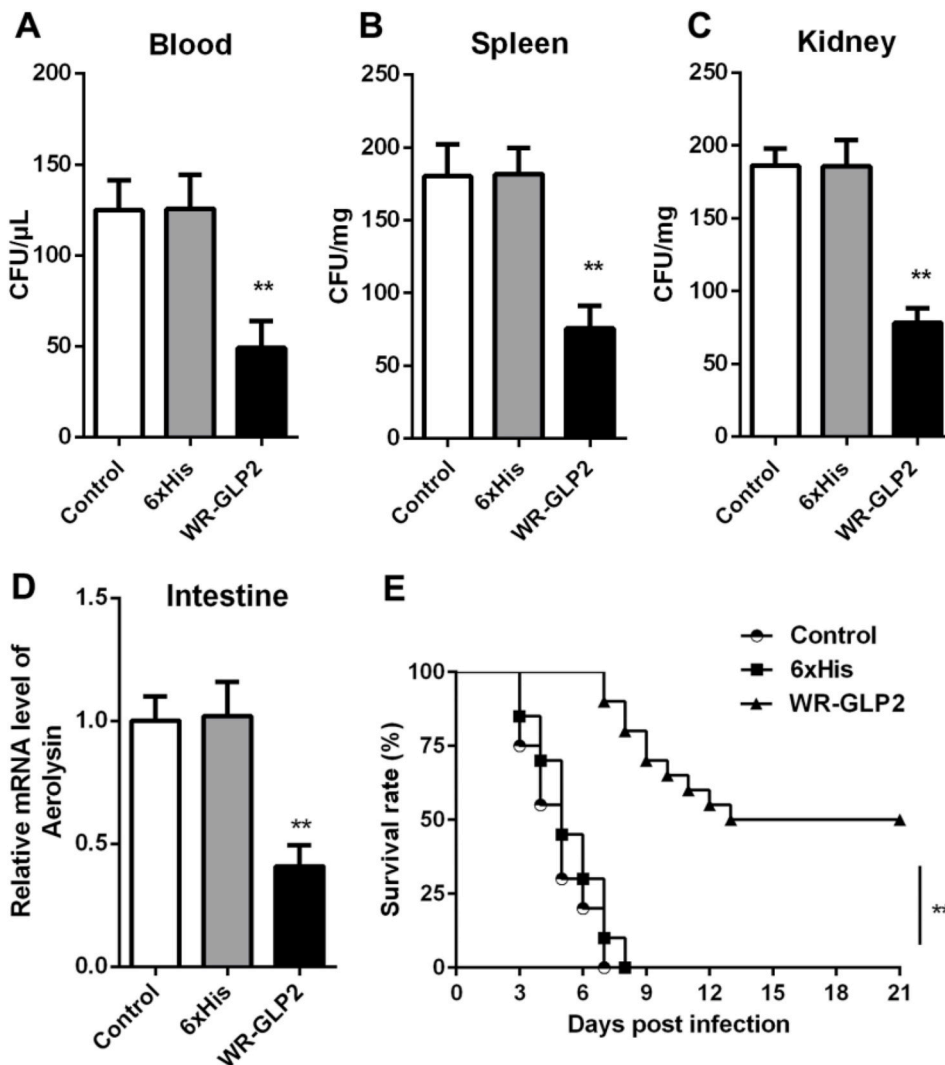 A
Blood
CFU/µL
200
150
100
50
0
Control
6xHis
WR-GLP2
**
B
Spleen
CFU/mg
250
200
150
100
50
0
Control
6xHis
WR-GLP2
**
C
Kidney
CFU/mg
250
200
150
100
50
0
Control
6xHis
WR-GLP2
**
D
Intestine
Relative mRNA level of
Aerolysin
1.5
1.0
0.5
0.0
Control
6xHis
WR-GLP2
**
E
Control
6xHis
WR-GLP2
Survival rate (%)
100
75
50
25
0
0 3 6 9 12 15 18 21
Days post infection
**